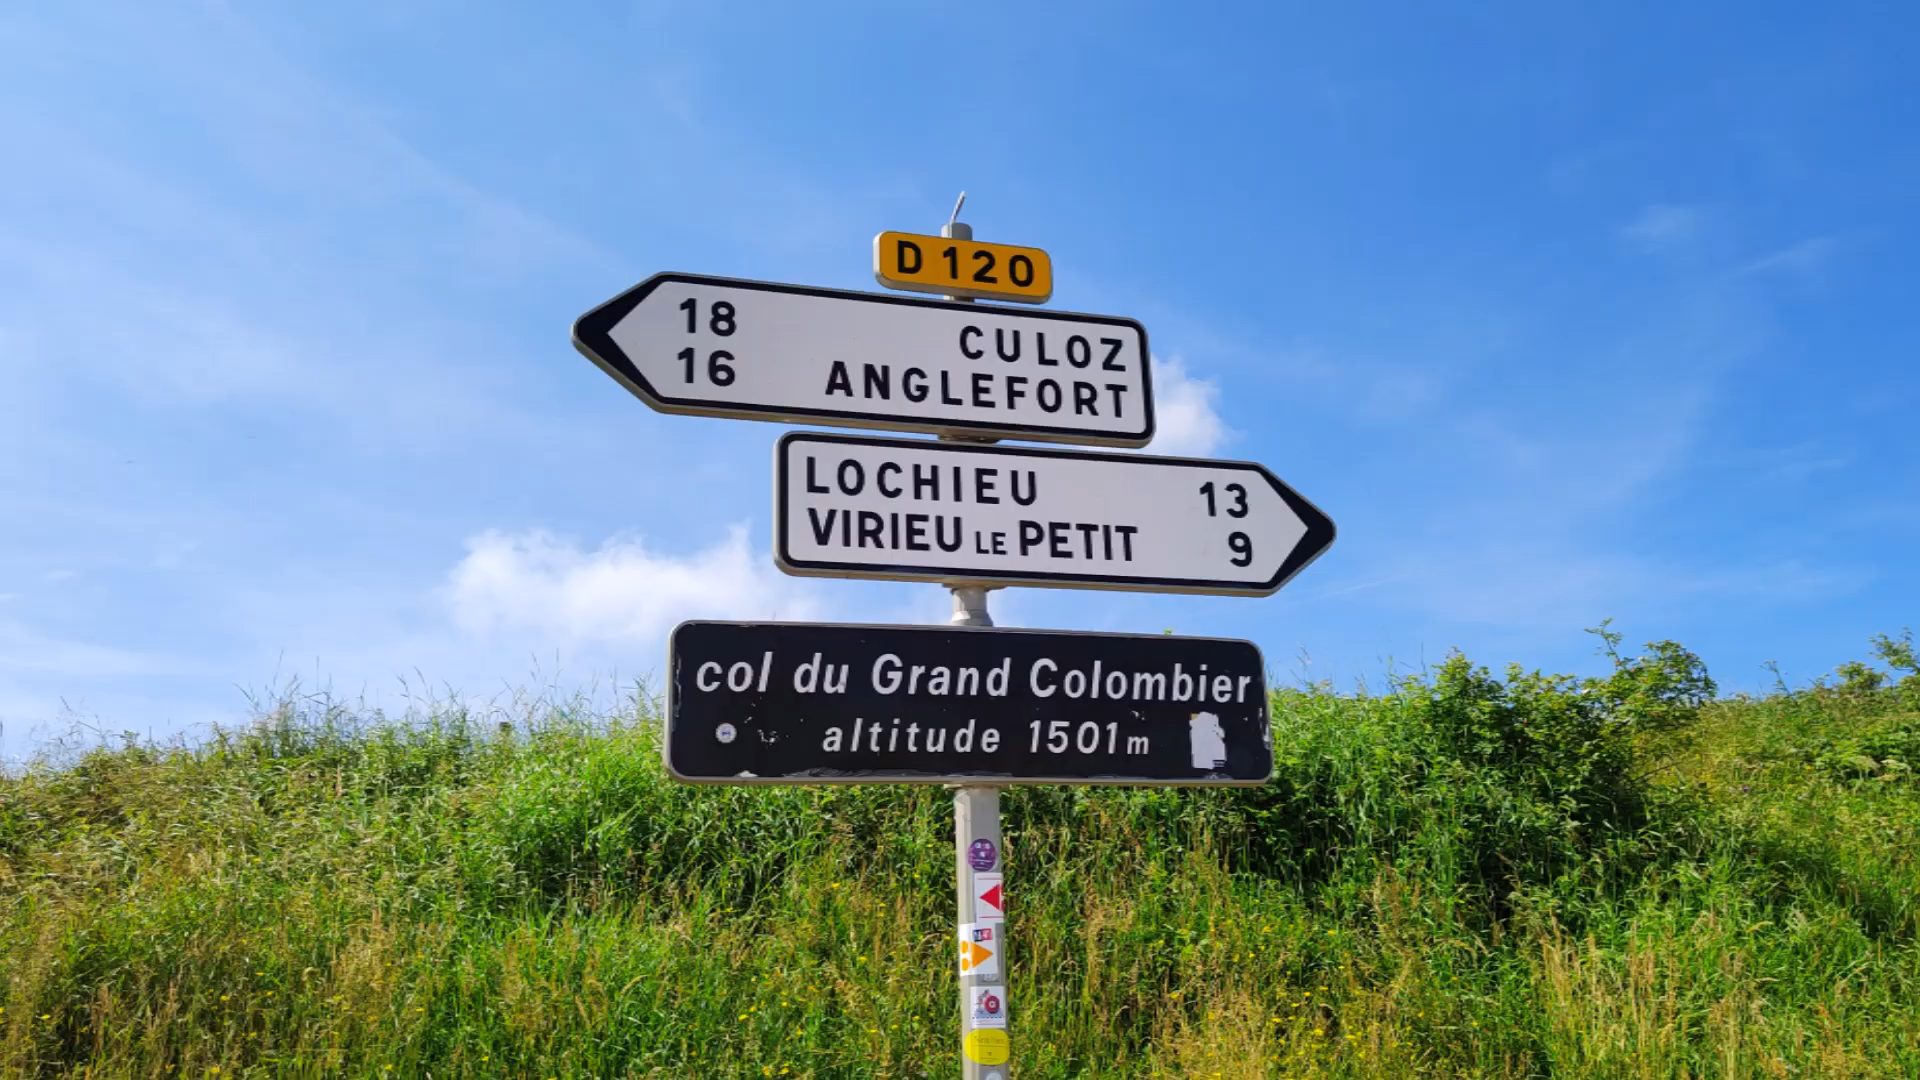 D 120
18 CULOZ
16 ANGLEFORT
LOCHIEU 13
VIRIEU LE PETIT 9
col du Grand Colombier
altitude 1501m